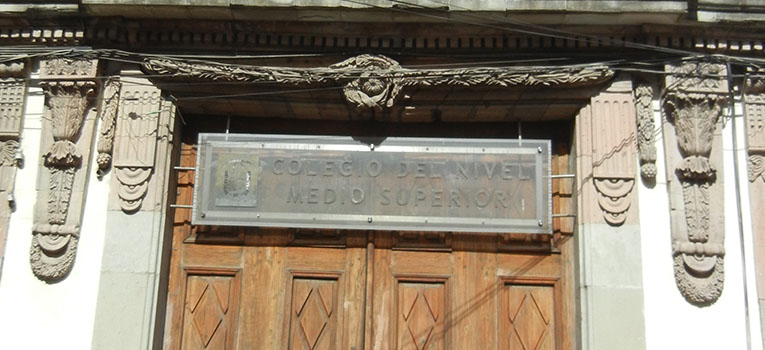 COLEGIO DEL NIVEL
MEDIO SUPERIOR